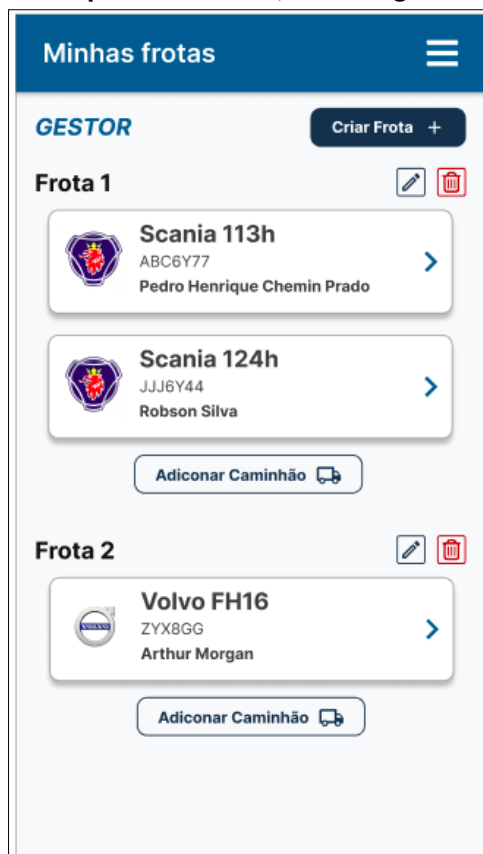 Minhas frotas
GESTOR
Criar Frota +
Frota 1
Scania 113h
ABC6Y77
Pedro Henrique Chemin Prado
Scania 124h
JJJ6Y44
Robson Silva
Adiconar Caminhão
Frota 2
Volvo FH16
VOLVO
ZYX8GG
Arthur Morgan
Adiconar Caminhão